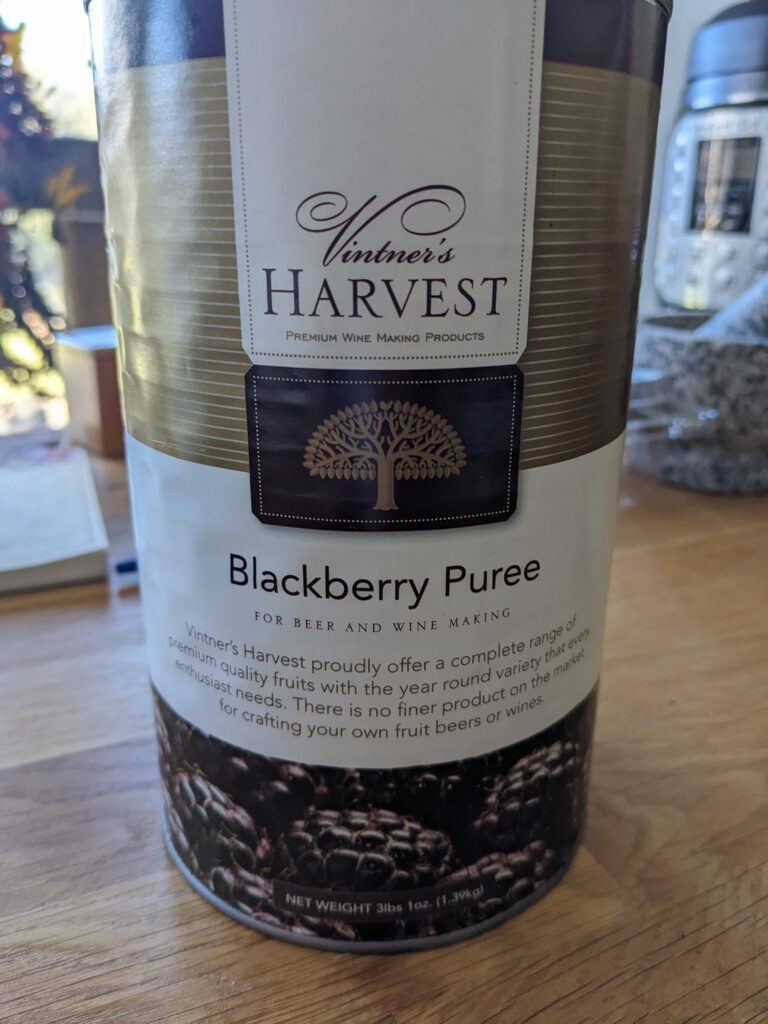 Vintner's
HARVEST
PREMIUM WINE MAKING PRODUCTS
Blackberry Puree
FOR BEER AND WINE MAKING
Vintner's Harvest proudly offer a complete range of
premium quality fruits with the year round variety that every
enthusiast needs. There is no finer product on the market
for crafting your own fruit beers or wines.
NET WEIGHT 3lbs 1oz. (1.39kg)